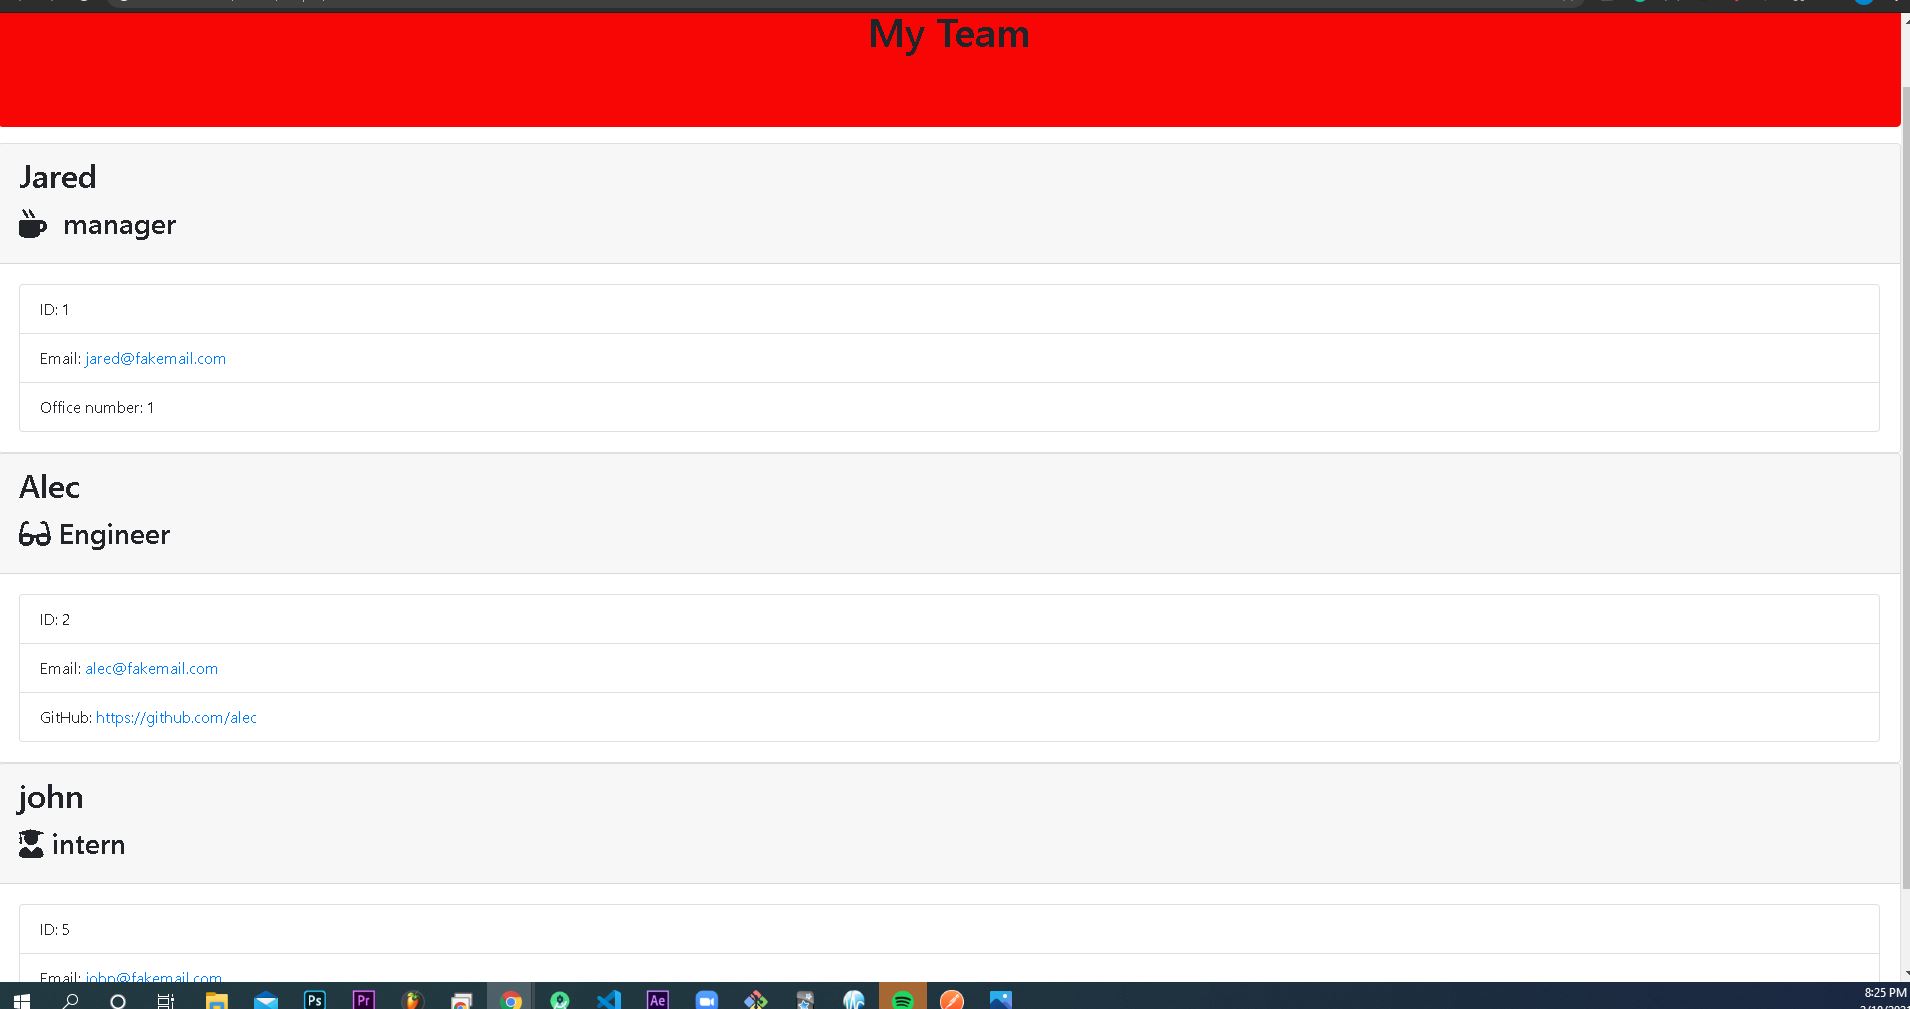 My Team
Jared
manager
ID: 1
Email: jared@fakemail.com
Office number: 1
Alec
Engineer
ID: 2
Email: alec@fakemail.com
GitHub: https://github.com/alec
john
intern
ID: 5
Email: john@fakemail.com
Ps
Pr
Ae
8:25 PM